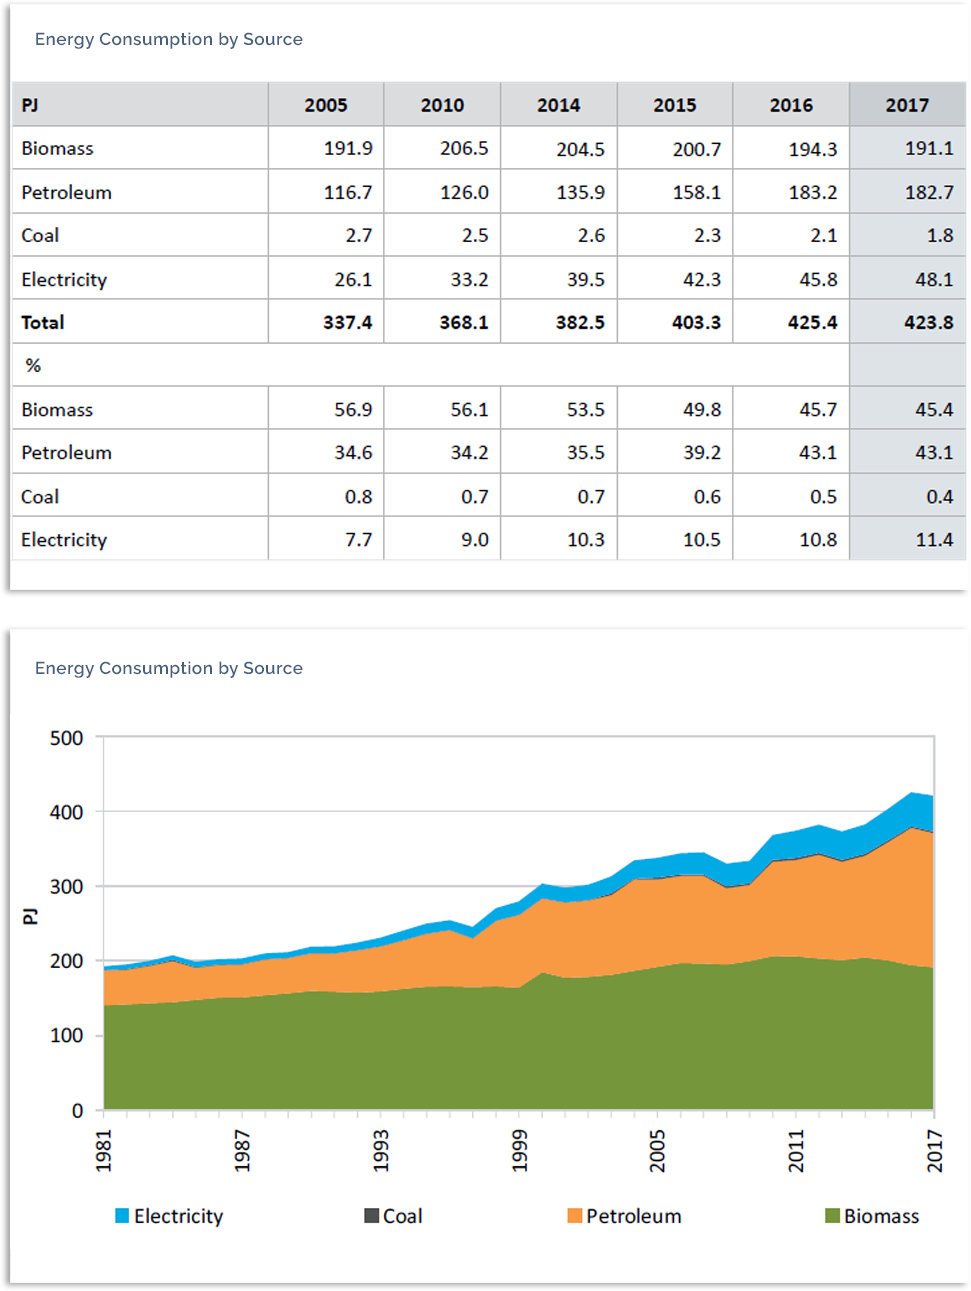 Energy Consumption by Source
PJ 2005 2010 2014 2015 2016 2017
Biomass 191.9 206.5 204.5 200.7 194.3 191.1
Petroleum 116.7 126.0 135.9 158.1 183.2 182.7
Coal 2.7 2.5 2.6 2.3 2.1 1.8
Electricity 26.1 33.2 39.5 42.3 45.8 48.1
Total 337.4 368.1 382.5 403.3 425.4 423.8
%
Biomass 56.9 56.1 53.5 49.8 45.7 45.4
Petroleum 34.6 34.2 35.5 39.2 43.1 43.1
Coal 0.8 0.7 0.7 0.6 0.5 0.4
Electricity 7.7 9.0 10.3 10.5 10.8 11.4
Energy Consumption by Source
500
400
300
200
100
0
PJ
1981 1987 1993 1999 2005 2011 2017
Electricity Coal Petroleum Biomass